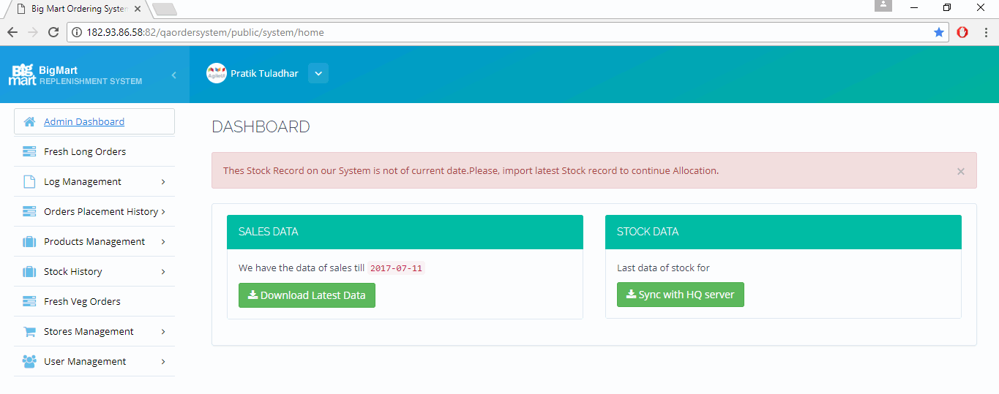 Big Mart Ordering System
182.93.86.58:82/qaordersystem/public/system/home
Big mart
BigMart
REPLENISHMENT SYSTEM
AgileIT
Pratik Tuladhar
Admin Dashboard
Fresh Long Orders
Log Management
Orders Placement History
Products Management
Stock History
Fresh Veg Orders
Stores Management
User Management
DASHBOARD
Thes Stock Record on our System is not of current date.Please, import latest Stock record to continue Allocation.
SALES DATA
We have the data of sales till 2017-07-11
Download Latest Data
STOCK DATA
Last data of stock for
Sync with HQ server